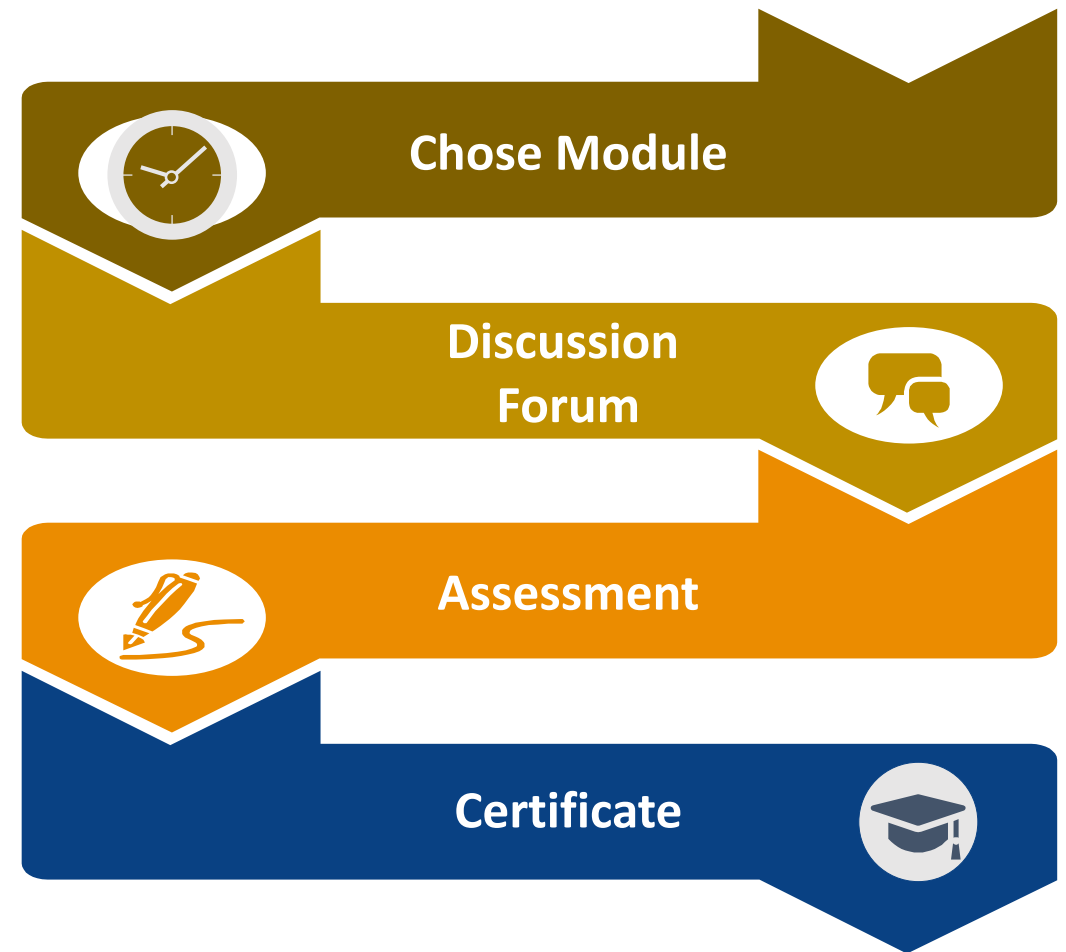 Chose Module
Discussion
Forum
Assessment
Certificate